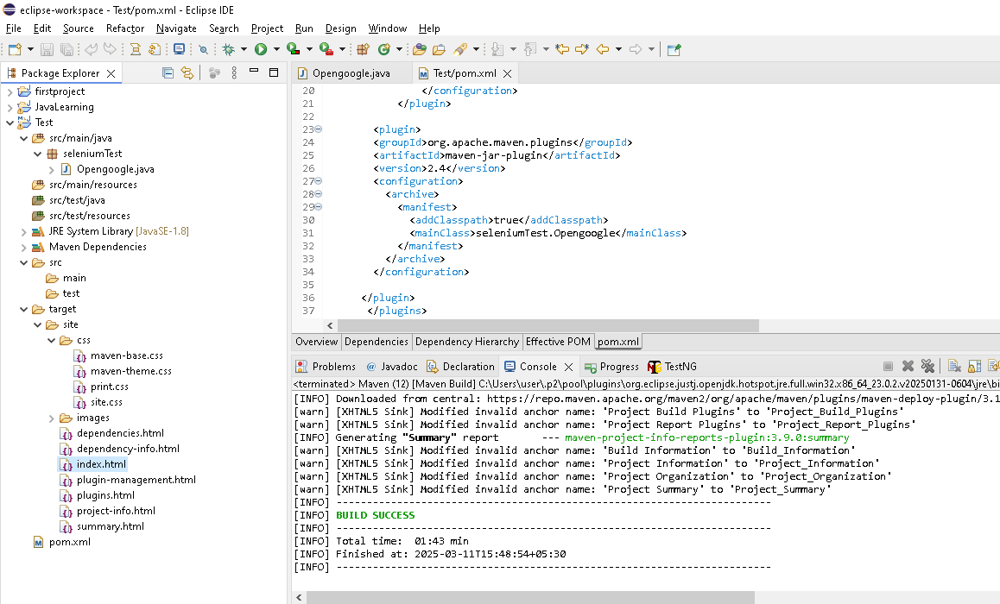 eclipse-workspace - Test/pom.xml - Eclipse IDE
File Edit Source Refactor Navigate Search Project Run Design Window Help
Package Explorer
firstproject
JavaLearning
Test
src/main/java
seleniumTest
Opengoogle.java
src/main/resources
src/test/java
src/test/resources
JRE System Library [JavaSE-1.8]
Maven Dependencies
src
main
test
target
site
css
maven-base.css
maven-theme.css
print.css
site.css
images
dependencies.html
dependency-info.html
index.html
plugin-management.html
plugins.html
project-info.html
summary.html
pom.xml
Opengoogle.java Test/pom.xml
20 </configuration>
21 </plugin>
22
23 <plugin>
24 <groupId>org.apache.maven.plugins</groupId>
25 <artifactId>maven-jar-plugin</artifactId>
26 <version>2.4</version>
27 <configuration>
28 <archive>
29 <manifest>
30 <addClasspath>true</addClasspath>
31 <mainClass>seleniumTest.Opengoogle</mainClass>
32 </manifest>
33 </archive>
34 </configuration>
35
36 </plugin>
37 </plugins>
Overview Dependencies Dependency Hierarchy Effective POM pom.xml
Problems @ Javadoc Declaration Console Progress TestNG
<terminated> Maven (12) [Maven Build] C:\Users\user\.p2\pool\plugins\org.eclipse.justj.openjdk.hotspot.jre.full.win32.x86_64_23.0.2.v20250131-0604\jre\bi
[INFO] Downloaded from central: https://repo.maven.apache.org/maven2/org/apache/maven/plugins/maven-deploy-plugin/3.1
[warn] [XHTML5 Sink] Modified invalid anchor name: 'Project Build Plugins' to 'Project_Build_Plugins'
[warn] [XHTML5 Sink] Modified invalid anchor name: 'Project Report Plugins' to 'Project_Report_Plugins'
[INFO] Generating "Summary" report --- maven-project-info-reports-plugin:3.9.0:summary
[warn] [XHTML5 Sink] Modified invalid anchor name: 'Build Information' to 'Build_Information'
[warn] [XHTML5 Sink] Modified invalid anchor name: 'Project Information' to 'Project_Information'
[warn] [XHTML5 Sink] Modified invalid anchor name: 'Project Organization' to 'Project_Organization'
[warn] [XHTML5 Sink] Modified invalid anchor name: 'Project Summary' to 'Project_Summary'
[INFO] ------------------------------------------------------------------------
[INFO] BUILD SUCCESS
[INFO] ------------------------------------------------------------------------
[INFO] Total time:  01:43 min
[INFO] Finished at: 2025-03-11T15:48:54+05:30
[INFO] ------------------------------------------------------------------------